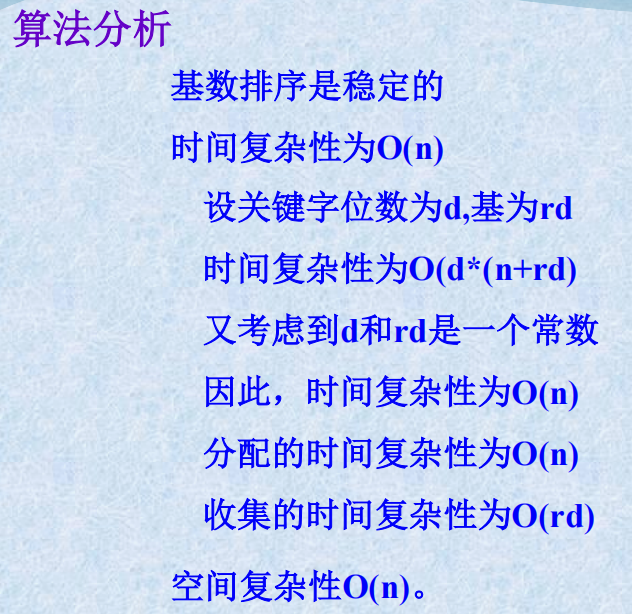 算法分析
基数排序是稳定的
时间复杂性为O(n)
设关键字位数为d,基为rd
时间复杂性为O(d*(n+rd)
又考虑到d和rd是一个常数
因此，时间复杂性为O(n)
分配的时间复杂性为O(n)
收集的时间复杂性为O(rd)
空间复杂性O(n)。